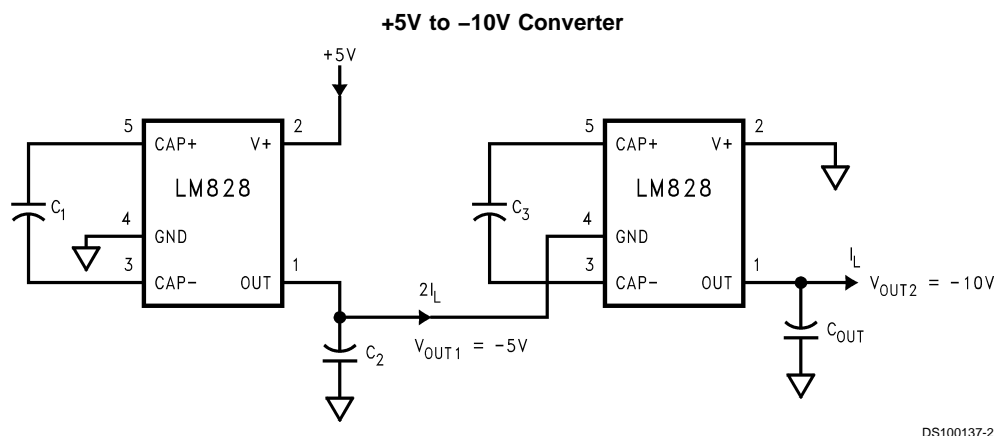 +5V to –10V Converter
+5V
5 CAP+ V+ 2
LM828
C1
4 GND
3 CAP- OUT 1
C2
2IL
VOUT1 = -5V
5 CAP+ V+ 2
LM828
C3
4 GND
3 CAP- OUT 1
IL
VOUT2 = -10V
COUT
DS100137-2